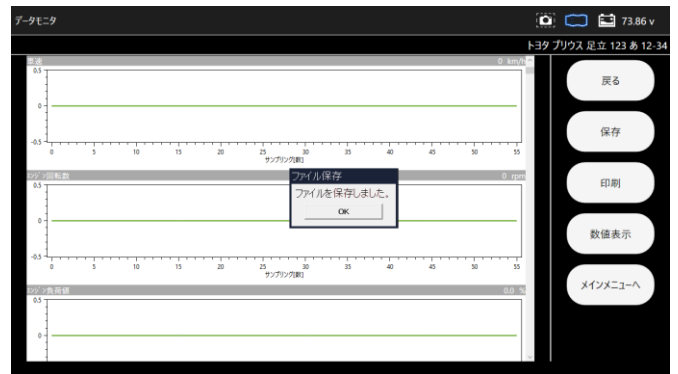 データモニタ
73.86 v
トヨタ プリウス 足立 123 あ 12-34
車速 0 km/h
0.5
0
-0.5
0 5 10 15 20 25 30 35 40 45 50 55
サンプリング[数]
エンジン回転数 0 rpm
0.5
0
-0.5
0 5 10 15 20 25 30 35 40 45 50 55
サンプリング[数]
エンジン負荷値 0.0 %
0.5
0
ファイル保存
ファイルを保存しました。
OK
戻る
保存
印刷
数値表示
メインメニューへ